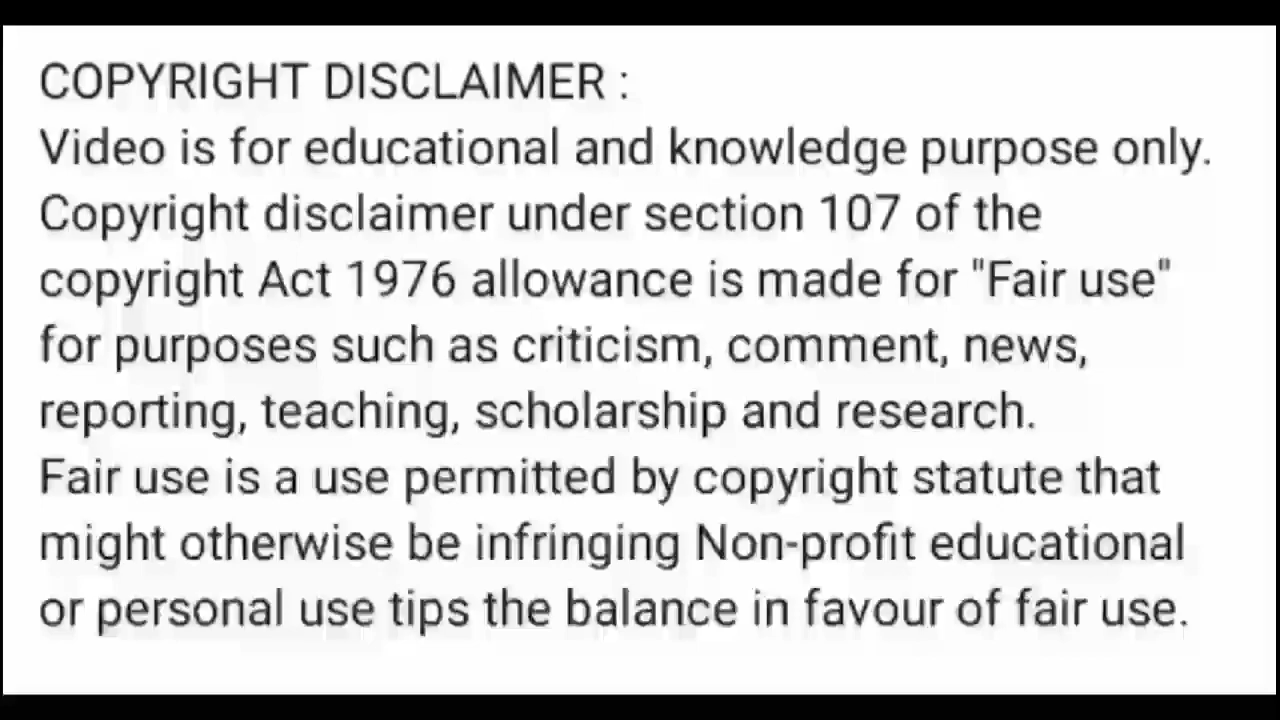 COPYRIGHT DISCLAIMER :
Video is for educational and knowledge purpose only.
Copyright disclaimer under section 107 of the
copyright Act 1976 allowance is made for "Fair use"
for purposes such as criticism, comment, news,
reporting, teaching, scholarship and research.
Fair use is a use permitted by copyright statute that
might otherwise be infringing Non-profit educational
or personal use tips the balance in favour of fair use.